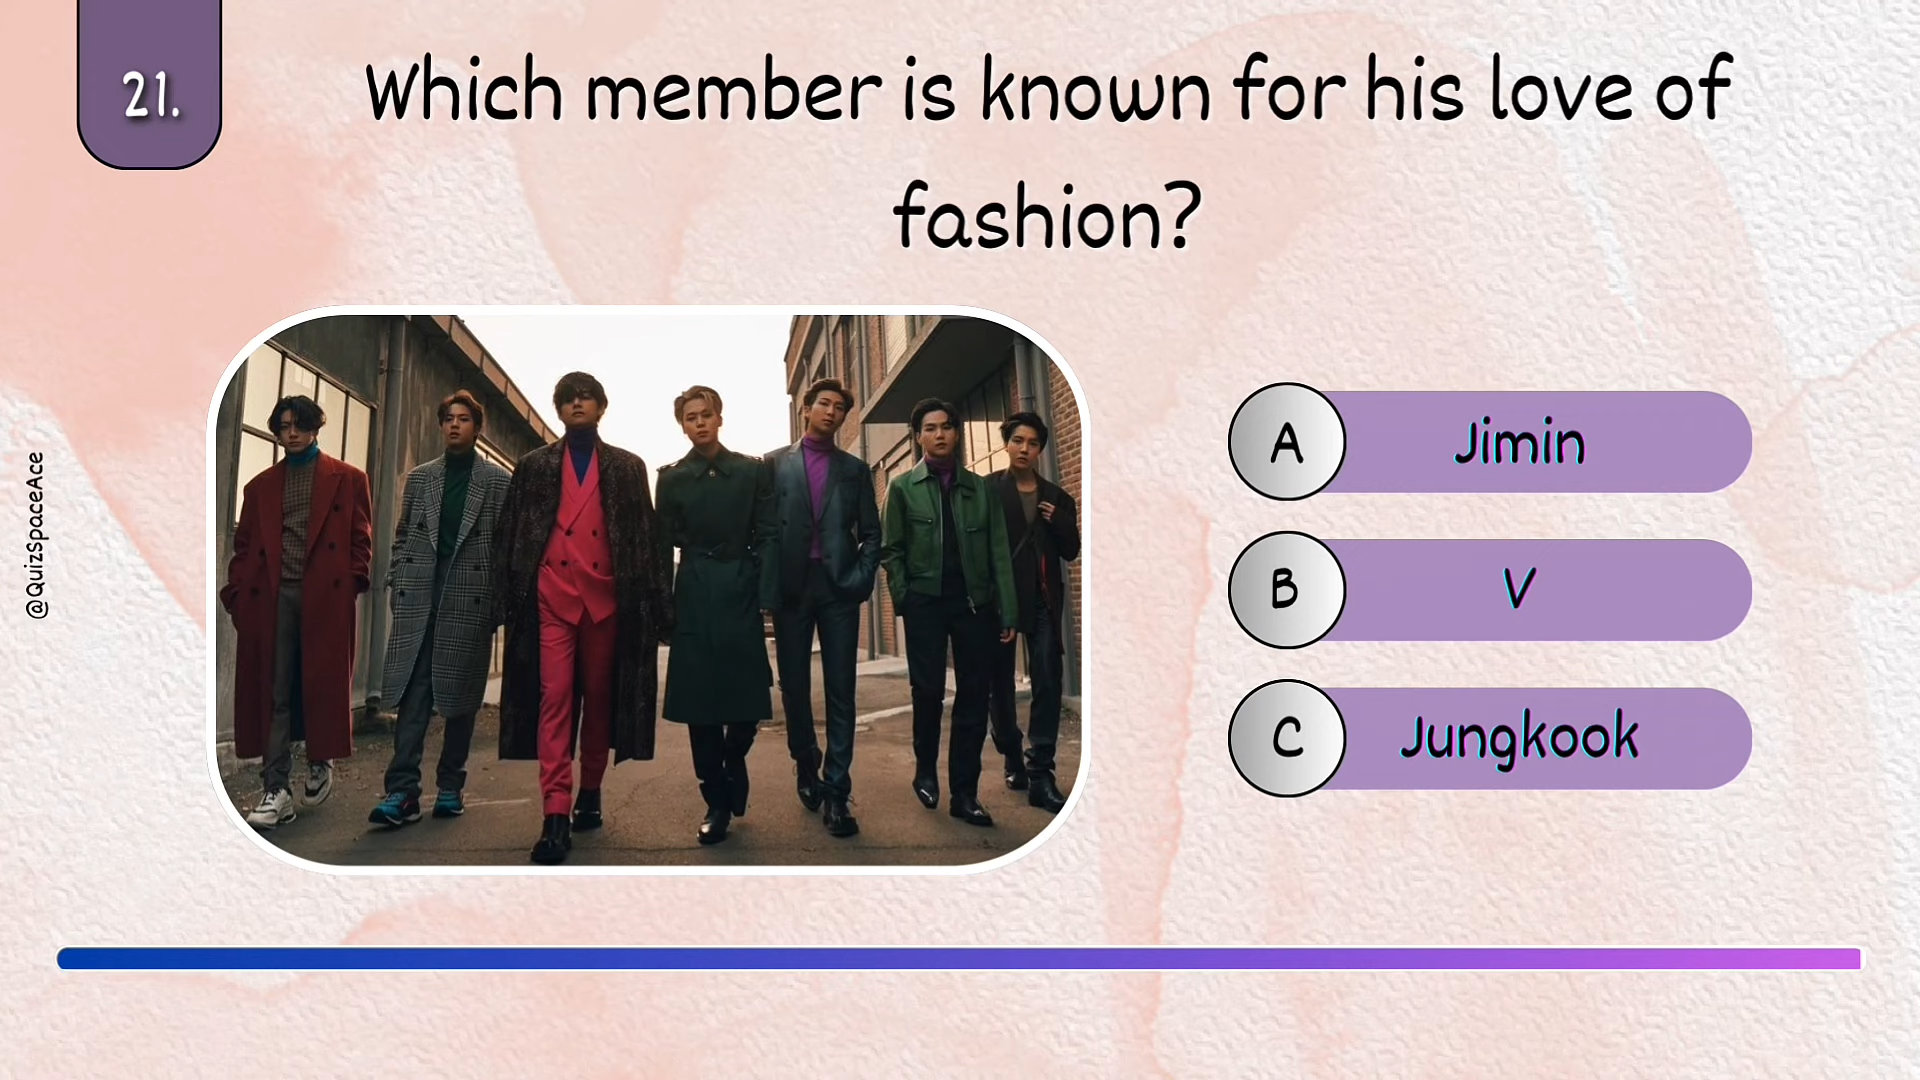 21.
Which member is known for his love of
fashion?
A Jimin
B V
C Jungkook
@QuizSpaceAce